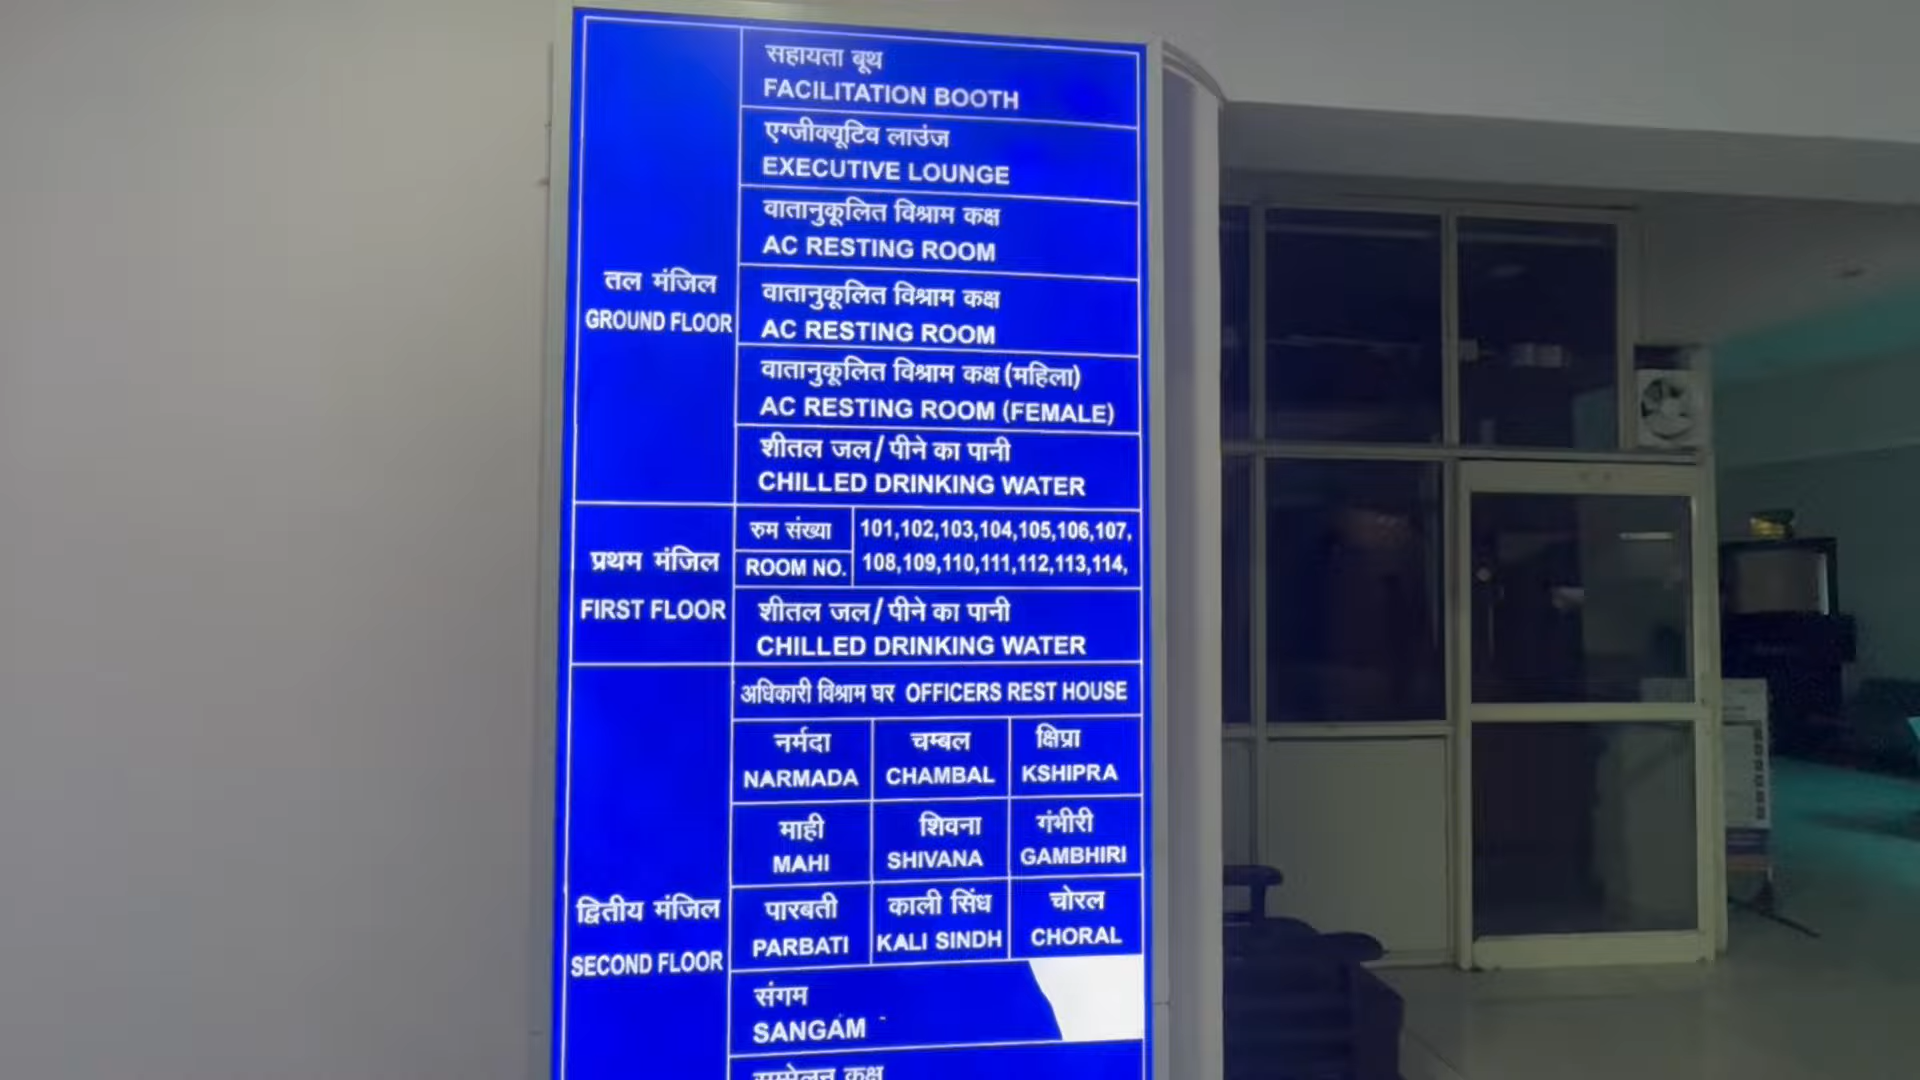 सहायता बूथ
FACILITATION BOOTH
एग्जीक्यूटिव लाउंज
EXECUTIVE LOUNGE
वातानुकूलित विश्राम कक्ष
AC RESTING ROOM
वातानुकूलित विश्राम कक्ष
AC RESTING ROOM
वातानुकूलित विश्राम कक्ष (महिला)
AC RESTING ROOM (FEMALE)
शीतल जल/पीने का पानी
CHILLED DRINKING WATER
तल मंजिल
GROUND FLOOR
प्रथम मंजिल
FIRST FLOOR
रुम संख्या
ROOM NO.
101,102,103,104,105,106,107,
108,109,110,111,112,113,114,
शीतल जल/पीने का पानी
CHILLED DRINKING WATER
द्वितीय मंजिल
SECOND FLOOR
अधिकारी विश्राम घर OFFICERS REST HOUSE
नर्मदा
NARMADA
चम्बल
CHAMBAL
क्षिप्रा
KSHIPRA
माही
MAHI
शिवना
SHIVANA
गंभीरी
GAMBHIRI
पारबती
PARBATI
काली सिंध
KALI SINDH
चोरल
CHORAL
संगम
SANGAM
सम्मेलन कक्ष